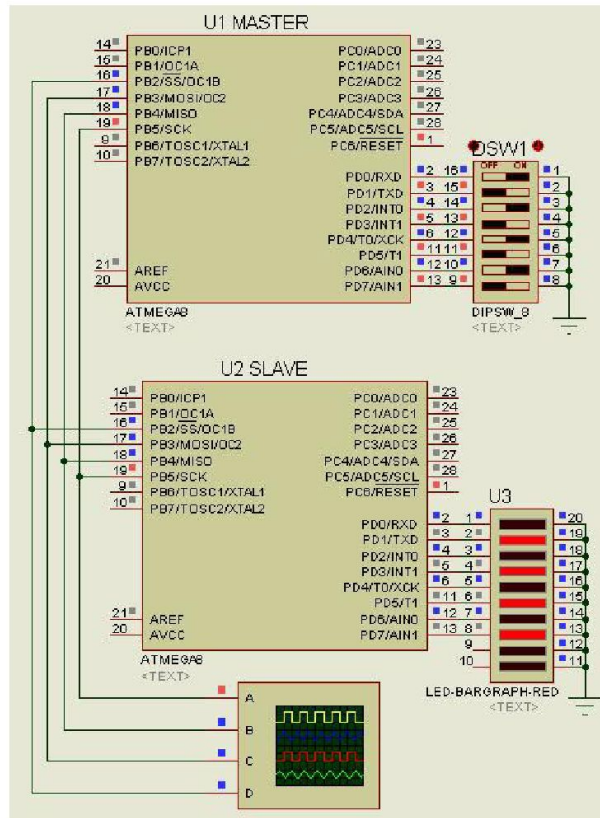 U1 MASTER
14 PB0/ICP1 PC0/ADC0 23
15 PB1/OC1A PC1/ADC1 24
16 PB2/SS/OC1B PC2/ADC2 25
17 PB3/MOSI/OC2 PC3/ADC3 26
18 PB4/MISO PC4/ADC4/SDA 27
19 PB5/SCK PC5/ADC5/SCL 28
9 PB6/TOSC1/XTAL1 PC6/RESET 1
10 PB7/TOSC2/XTAL2
DSW1
OFF ON
PD0/RXD 2 16 1
PD1/TXD 3 15 2
PD2/INT0 4 14 3
PD3/INT1 5 13 4
PD4/T0/XCK 6 12 5
PD5/T1 11 11 6
21 AREF PD6/AIN0 12 10 7
20 AVCC PD7/AIN1 13 9 8
ATMEGA8 DIPSW_8
<TEXT> <TEXT>
U2 SLAVE
14 PB0/ICP1 PC0/ADC0 23
15 PB1/OC1A PC1/ADC1 24
16 PB2/SS/OC1B PC2/ADC2 25
17 PB3/MOSI/OC2 PC3/ADC3 26
18 PB4/MISO PC4/ADC4/SDA 27
19 PB5/SCK PC5/ADC5/SCL 28
9 PB6/TOSC1/XTAL1 PC6/RESET 1
10 PB7/TOSC2/XTAL2
U3
PD0/RXD 2 1 20
PD1/TXD 3 2 19
PD2/INT0 4 3 18
PD3/INT1 5 4 17
PD4/T0/XCK 6 5 16
PD5/T1 11 6 15
21 AREF PD6/AIN0 12 7 14
20 AVCC PD7/AIN1 13 8 13
9 12
10 11
ATMEGA8 LED-BARGRAPH-RED
<TEXT> <TEXT>
A
B
C
D